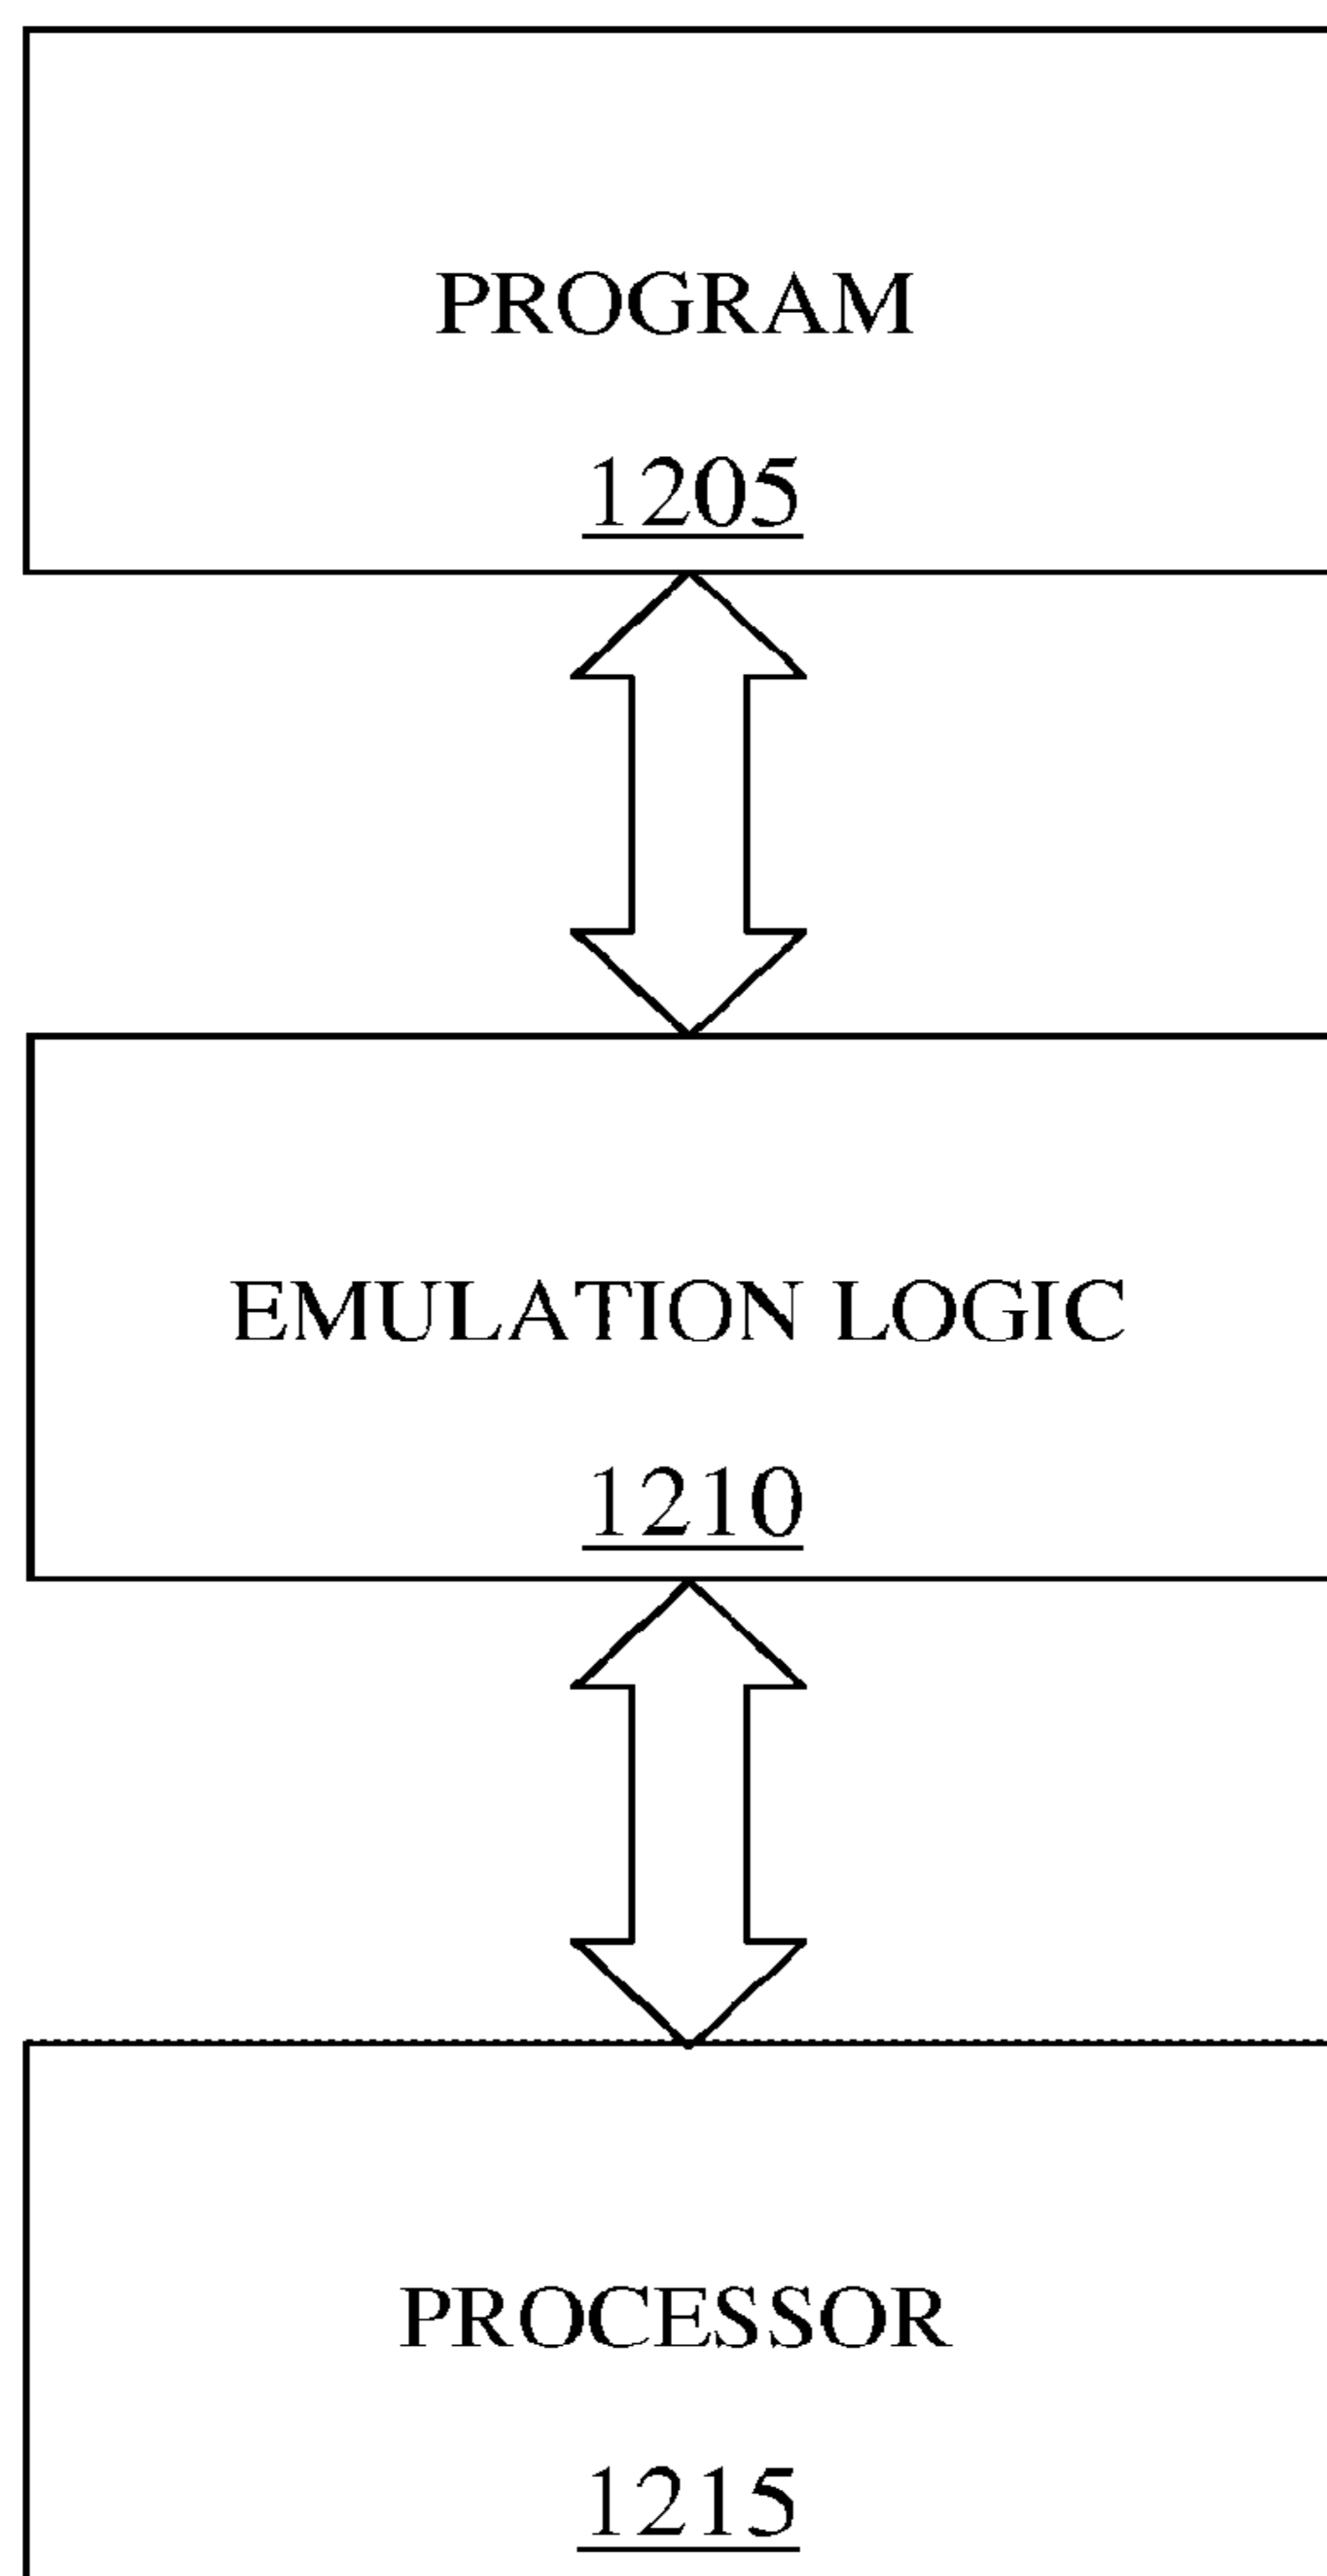 PROGRAM
1205
EMULATION LOGIC
1210
PROCESSOR
1215